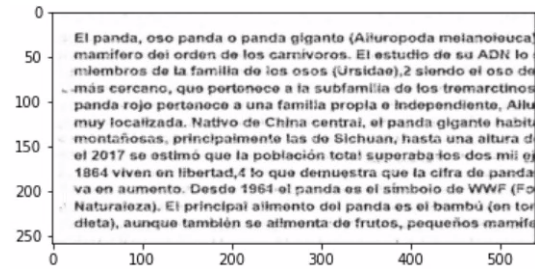 0
50
100
150
200
250
El panda, oso panda o panda gigante (Ailuropoda melanoleuca)
mamífero del orden de los carnívoros. El estudio de su ADN lo
miembros de la familia de los osos (Ursidae),2 siendo el oso de
más cercano, que pertenece a la subfamilia de los tremarctinos
panda rojo pertenece a una familia propia e independiente, Ailu
muy localizada. Nativo de China central, el panda gigante habit
montañosas, principalmente las de Sichuan, hasta una altura d
el 2017 se estimó que la población total superaba los dos mil ej
1864 viven en libertad,4 lo que demuestra que la cifra de panda
va en aumento. Desde 1961 el panda es el símbolo de WWF (Fo
Naturaleza). El principal alimento del panda es el bambú (en tor
dieta), aunque también se alimenta de frutos, pequeños mamífe
0 100 200 300 400 500